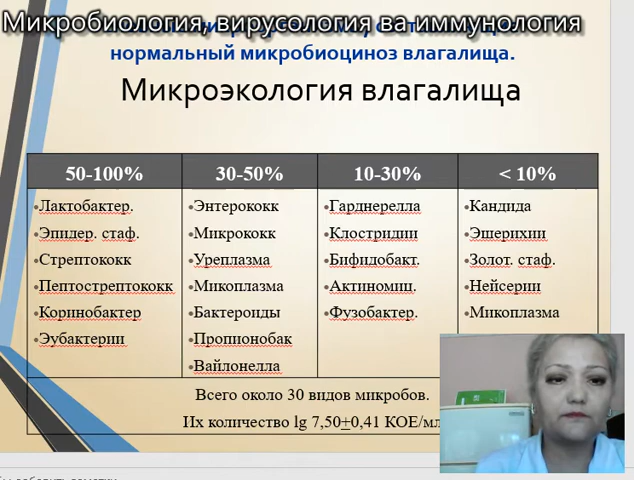 Микробиология, вирусология ва иммунология
нормальный микробиоциноз влагалища.
Микроэкология влагалища
50-100% 30-50% 10-30% < 10%
•Лактобактер. •Энтерококк •Гарднерелла •Кандида
•Эпидер. стаф. •Микрококк •Клостридии •Эшерихии
•Стрептококк •Уреплазма •Бифидобакт. •Золот. стаф.
•Пептострептококк •Микоплазма •Актиномиц. •Нейсерии
•Коринобактер •Бактероиды •Фузобактер. •Микоплазма
•Эубактерии •Пропионобак
•Вайлонелла
Всего около 30 видов микробов.
Их количество lg 7,50+0,41 КОЕ/мл